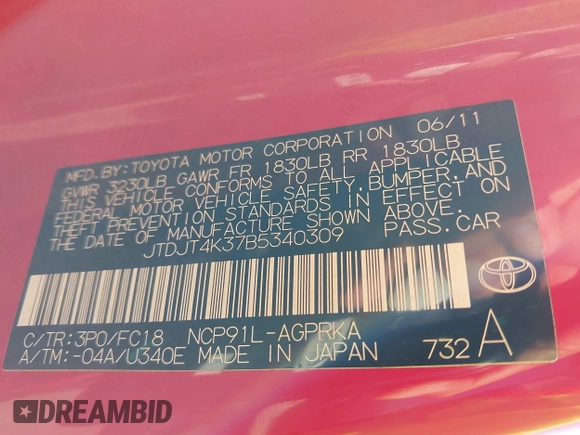 MFD.BY:TOYOTA MOTOR CORPORATION 06/11
GVWR 3230LB GAWR FR 1830LB RR 1830LB
THIS VEHICLE CONFORMS TO ALL APPLICABLE
FEDERAL MOTOR VEHICLE SAFETY,BUMPER,AND
THEFT PREVENTION STANDARDS IN EFFECT ON
THE DATE OF MANUFACTURE SHOWN ABOVE.
JTDJT4K37B5340309 PASS.CAR
C/TR:3P0/FC18 NCP91L-AGPRKA
A/TM:-04A/U340E MADE IN JAPAN 732 A
DREAMBID